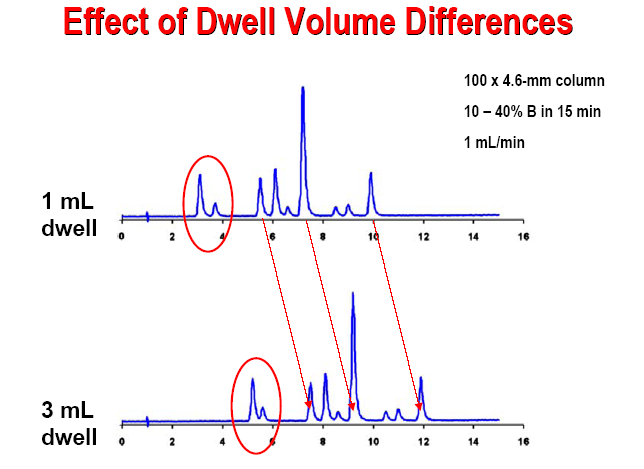 Effect of Dwell Volume Differences
100 x 4.6-mm column
10 – 40% B in 15 min
1 mL/min
1 mL
dwell
0 2 4 6 8 10 12 14 16
3 mL
dwell
0 2 4 6 8 10 12 14 16